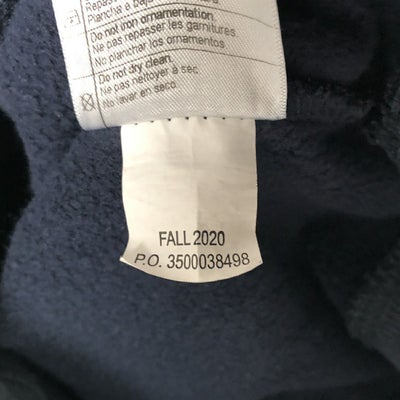 Repas
Plancha a
Do not iron ornamentation.
Ne pas repasser les garnitures
No planchar los ornamentos
Do not dry clean.
Ne pas nettoyer à sec.
No lavar en seco.
FALL 2020
P.O. 3500038498